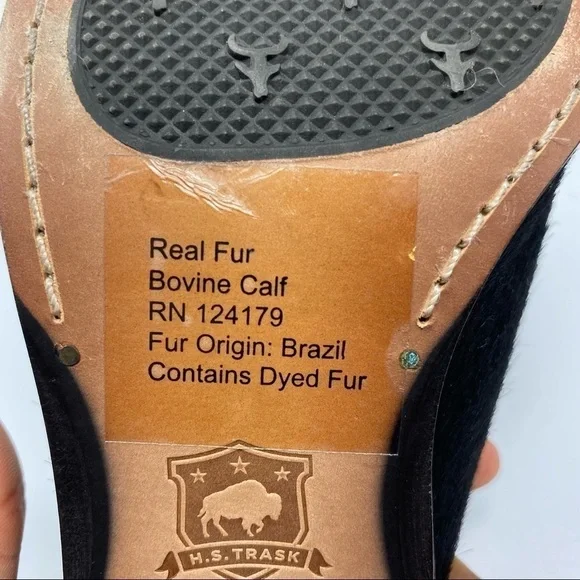 Real Fur
Bovine Calf
RN 124179
Fur Origin: Brazil
Contains Dyed Fur
H.S. TRASK